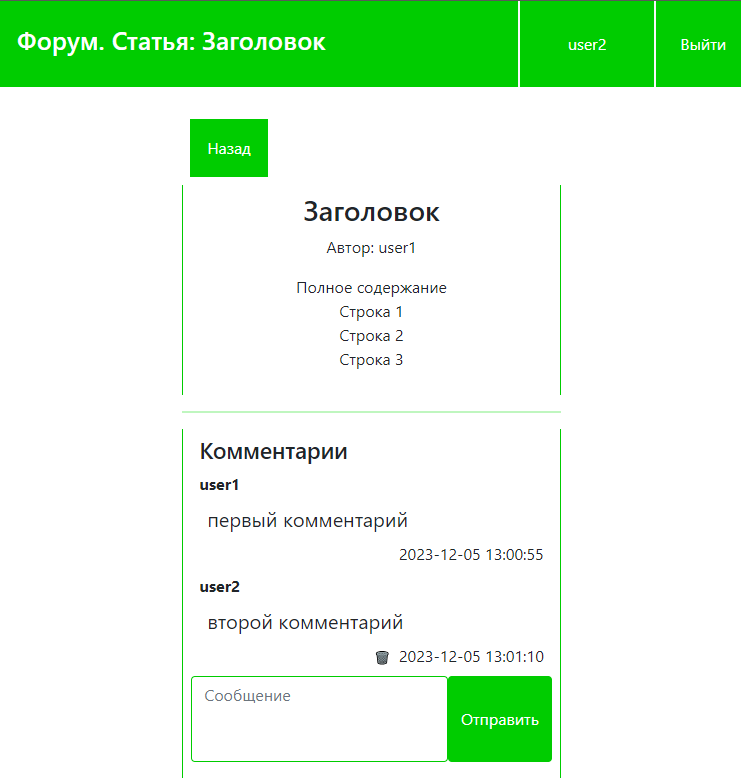 Форум. Статья: Заголовок
user2
Выйти
Назад
Заголовок
Автор: user1
Полное содержание
Строка 1
Строка 2
Строка 3
Комментарии
user1
первый комментарий
2023-12-05 13:00:55
user2
второй комментарий
2023-12-05 13:01:10
Сообщение
Отправить